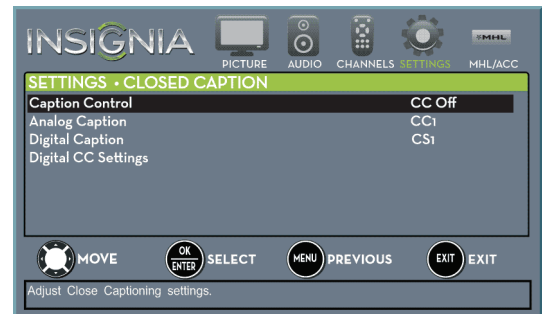 INSIGNIA
PICTURE AUDIO CHANNELS SETTINGS MHL MHL/ACC
SETTINGS • CLOSED CAPTION
Caption Control CC Off
Analog Caption CC1
Digital Caption CS1
Digital CC Settings
MOVE OK ENTER SELECT MENU PREVIOUS EXIT EXIT
Adjust Close Captioning settings.